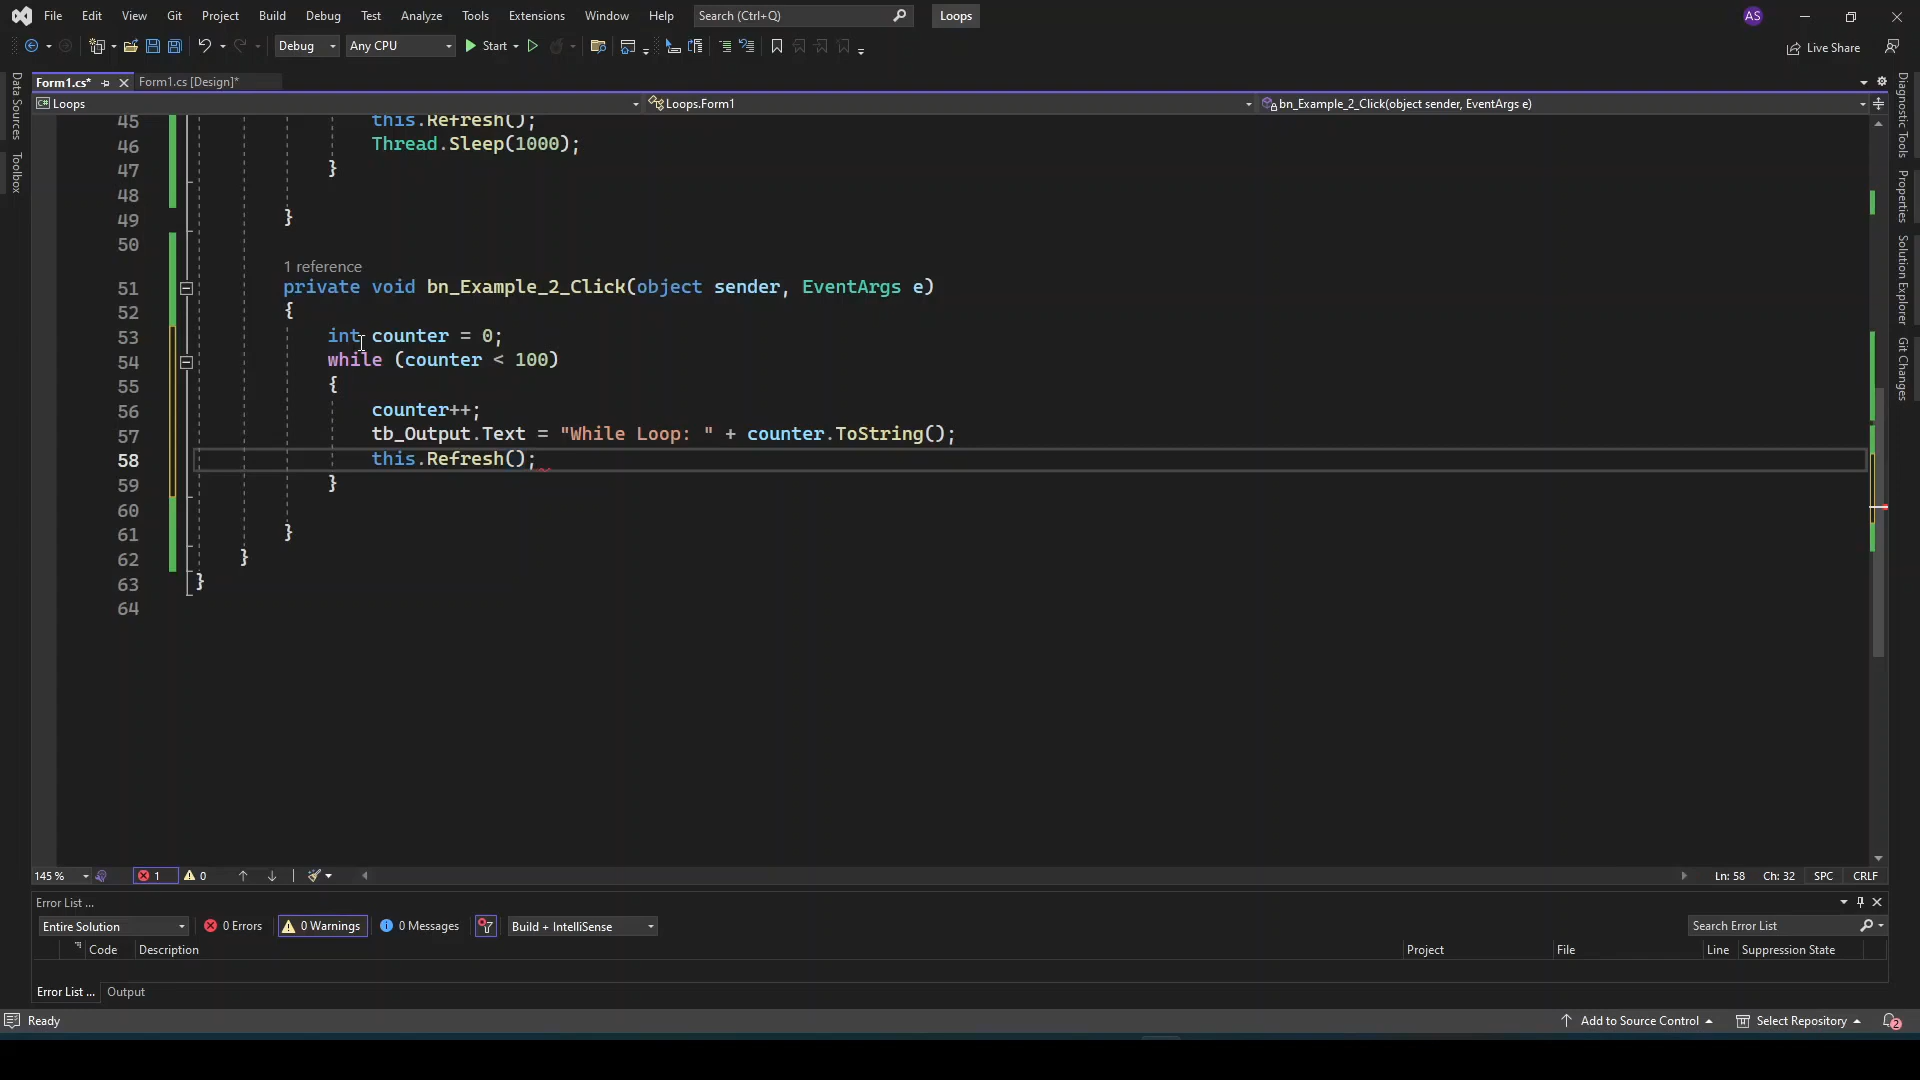 File Edit View Git Project Build Debug Test Analyze Tools Extensions Window Help Search (Ctrl+Q) Loops AS
Debug Any CPU Start Live Share
Form1.cs* Form1.cs [Design]*
Loops Loops.Form1 bn_Example_2_Click(object sender, EventArgs e)
Data Sources
Toolbox
Diagnostic Tools
Properties
Solution Explorer
Git Changes
45 this.Refresh();
46 Thread.Sleep(1000);
47 }
48
49 }
50
1 reference
51 private void bn_Example_2_Click(object sender, EventArgs e)
52 {
53 int counter = 0;
54 while (counter < 100)
55 {
56 counter++;
57 tb_Output.Text = "While Loop: " + counter.ToString();
58 this.Refresh();
59 }
60
61 }
62 }
63 }
64
145 % 1 0 Ln: 58 Ch: 32 SPC CRLF
Error List ...
Entire Solution 0 Errors 0 Warnings 0 Messages Build + IntelliSense Search Error List
Code Description Project File Line Suppression State
Error List ... Output
Ready Add to Source Control Select Repository 2